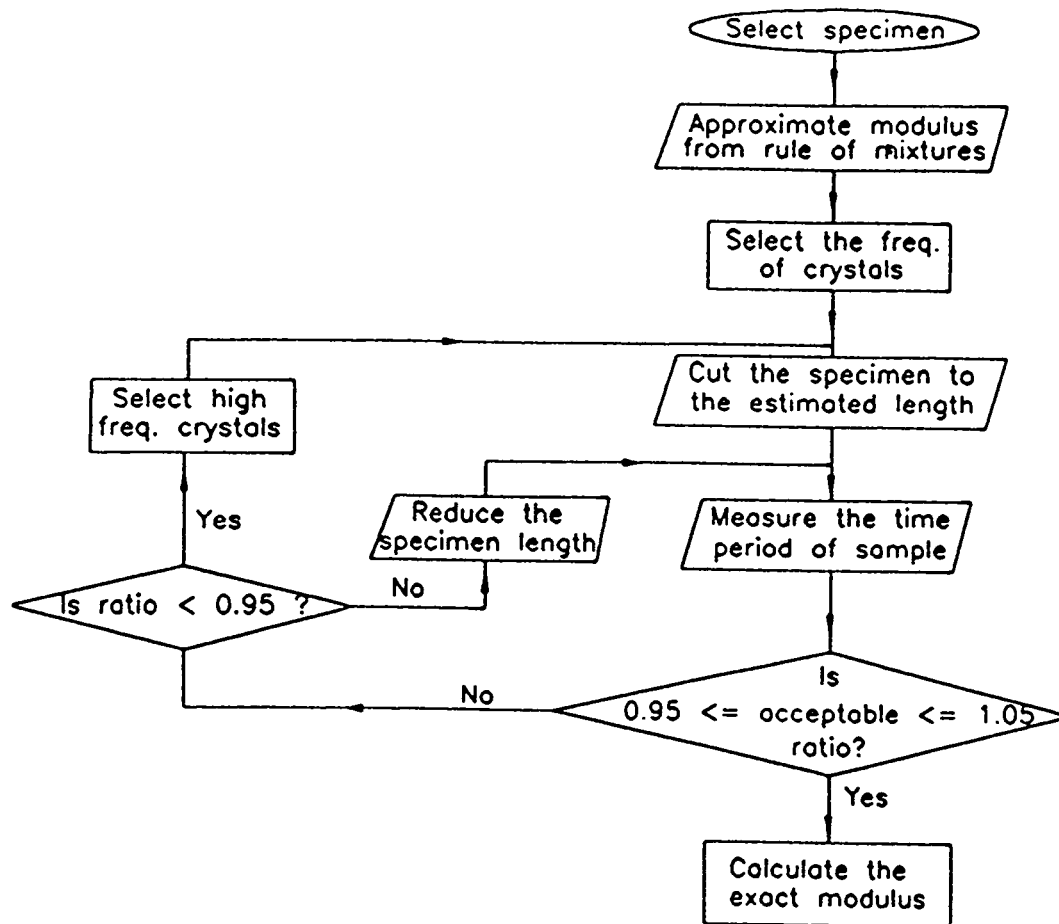 Select specimen
Approximate modulus
from rule of mixtures
Select the freq.
of crystals
Cut the specimen to
the estimated length
Select high
freq. crystals
Reduce the
specimen length
Measure the time
period of sample
Yes
Is ratio < 0.95 ?
No
Is
0.95 <= acceptable <= 1.05
ratio?
No
Yes
Calculate the
exact modulus